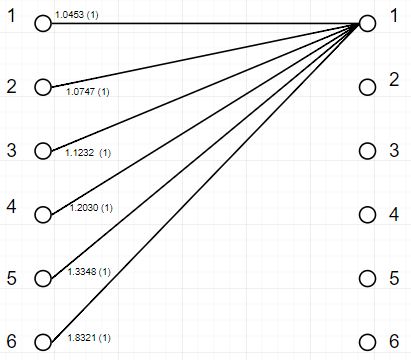 1 1.0453 (1) 1
2 1.0747 (1) 2
3 1.1232 (1) 3
4 1.2030 (1) 4
5 1.3348 (1) 5
6 1.8321 (1) 6